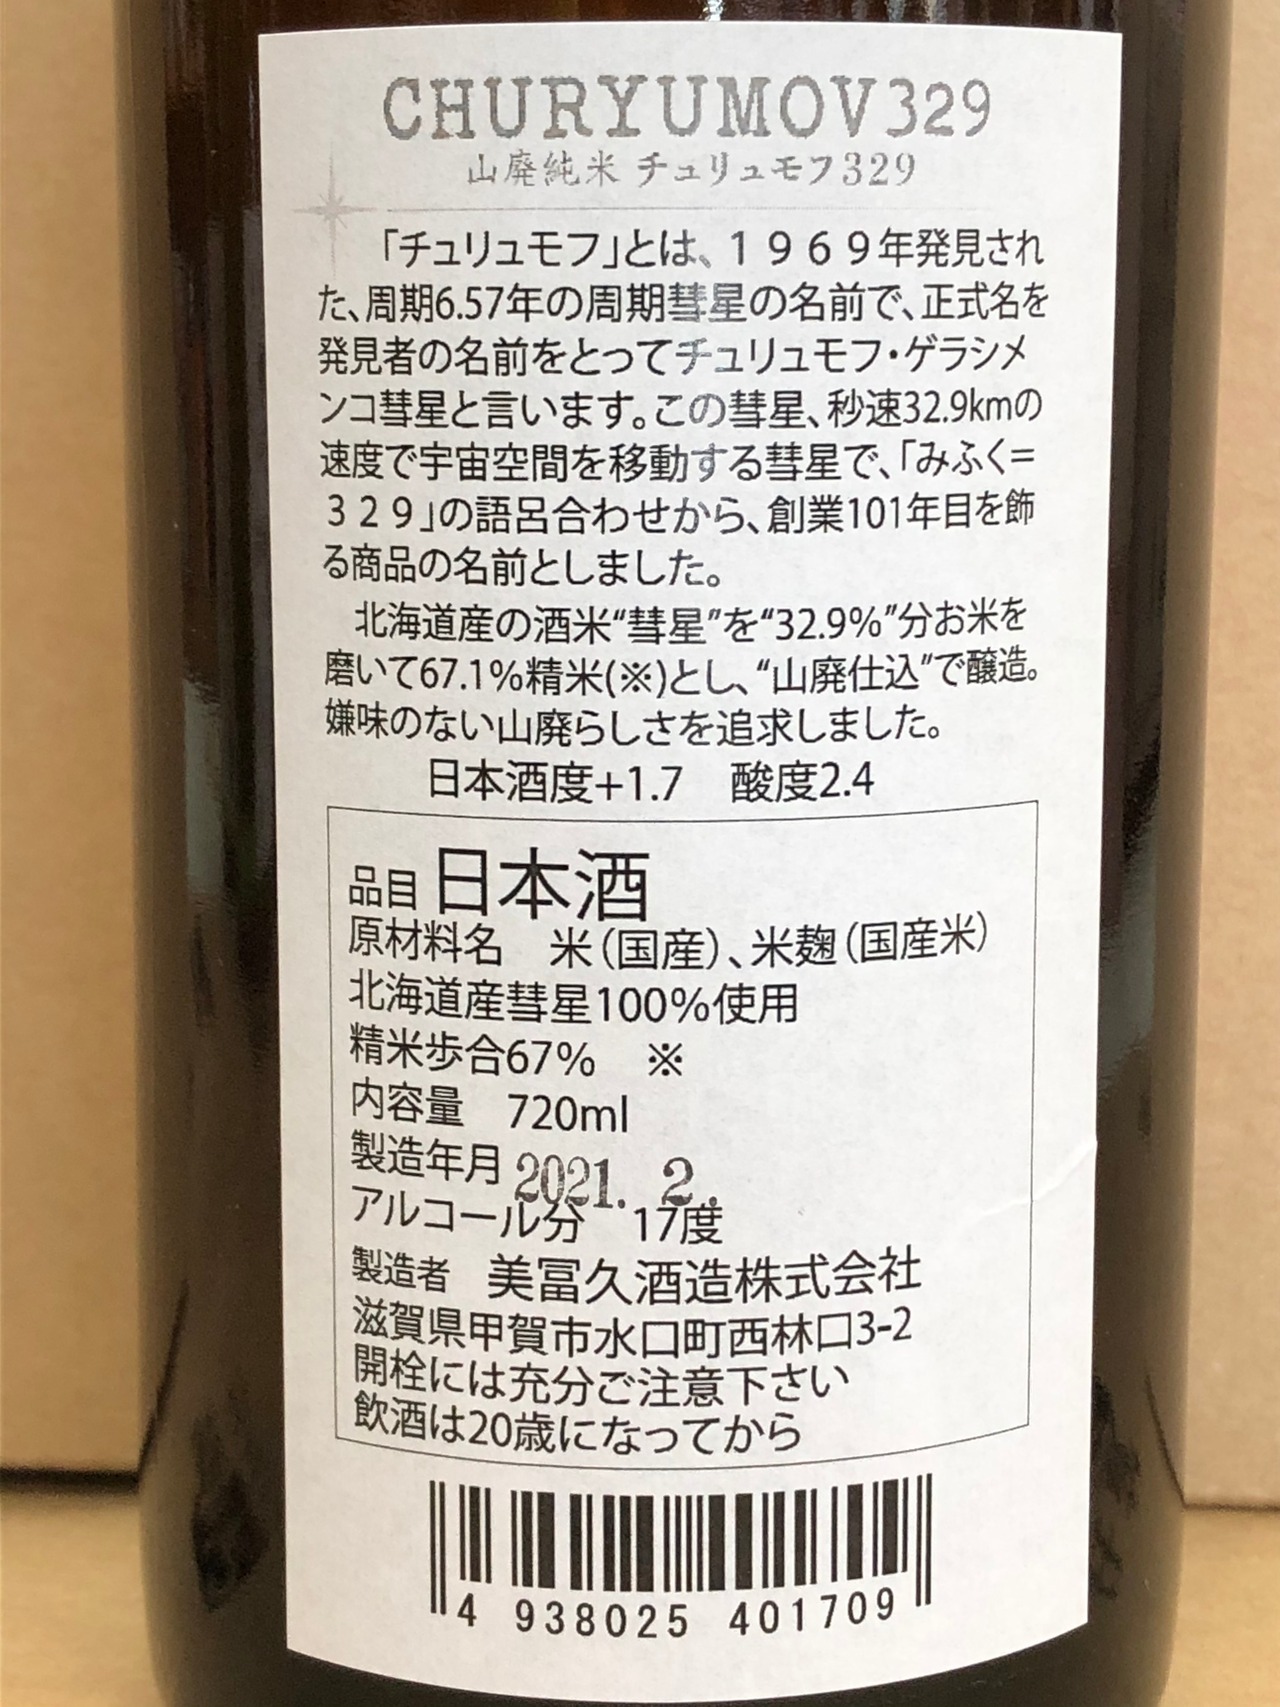 CHURYUMOV329
山廃純米 チュリュモフ329
「チュリュモフ」とは、１９６９年発見され
た、周期6.57年の周期彗星の名前で、正式名を
発見者の名前をとってチュリュモフ・ゲラシメ
ンコ彗星と言います。この彗星、秒速32.9kmの
速度で宇宙空間を移動する彗星で、「みふく＝
３２９」の語呂合わせから、創業101年目を飾
る商品の名前としました。
北海道産の酒米“彗星”を“32.9％”分お米を
磨いて67.1％精米(※)とし、“山廃仕込”で醸造。
嫌味のない山廃らしさを追求しました。
日本酒度+1.7 酸度2.4
品目 日本酒
原材料名 米（国産）、米麹（国産米）
北海道産彗星100％使用
精米歩合67％ ※
内容量 720ml
製造年月 2021. 2.
アルコール分 17度
製造者 美冨久酒造株式会社
滋賀県甲賀市水口町西林口3-2
開栓には充分ご注意下さい
飲酒は20歳になってから
4 938025 401709